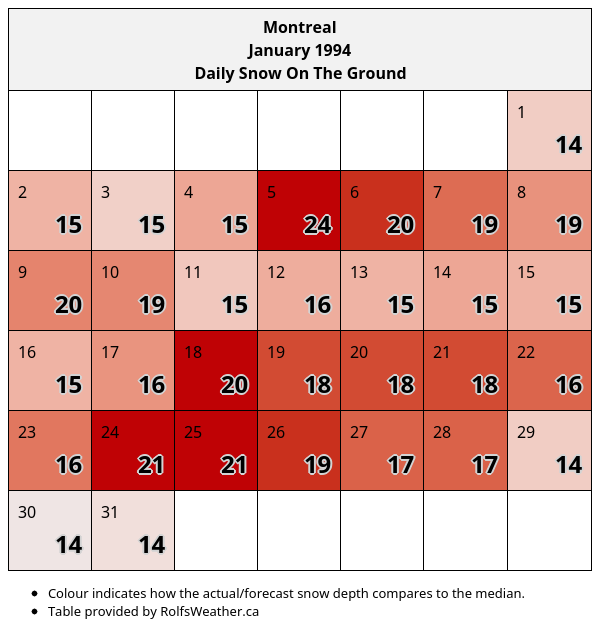 Montreal
January 1994
Daily Snow On The Ground
1
14
2 3 4 5 6 7 8
15 15 15 24 20 19 19
9 10 11 12 13 14 15
20 19 15 16 15 15 15
16 17 18 19 20 21 22
15 16 20 18 18 18 16
23 24 25 26 27 28 29
16 21 21 19 17 17 14
30 31
14 14
• Colour indicates how the actual/forecast snow depth compares to the median.
• Table provided by RolfsWeather.ca